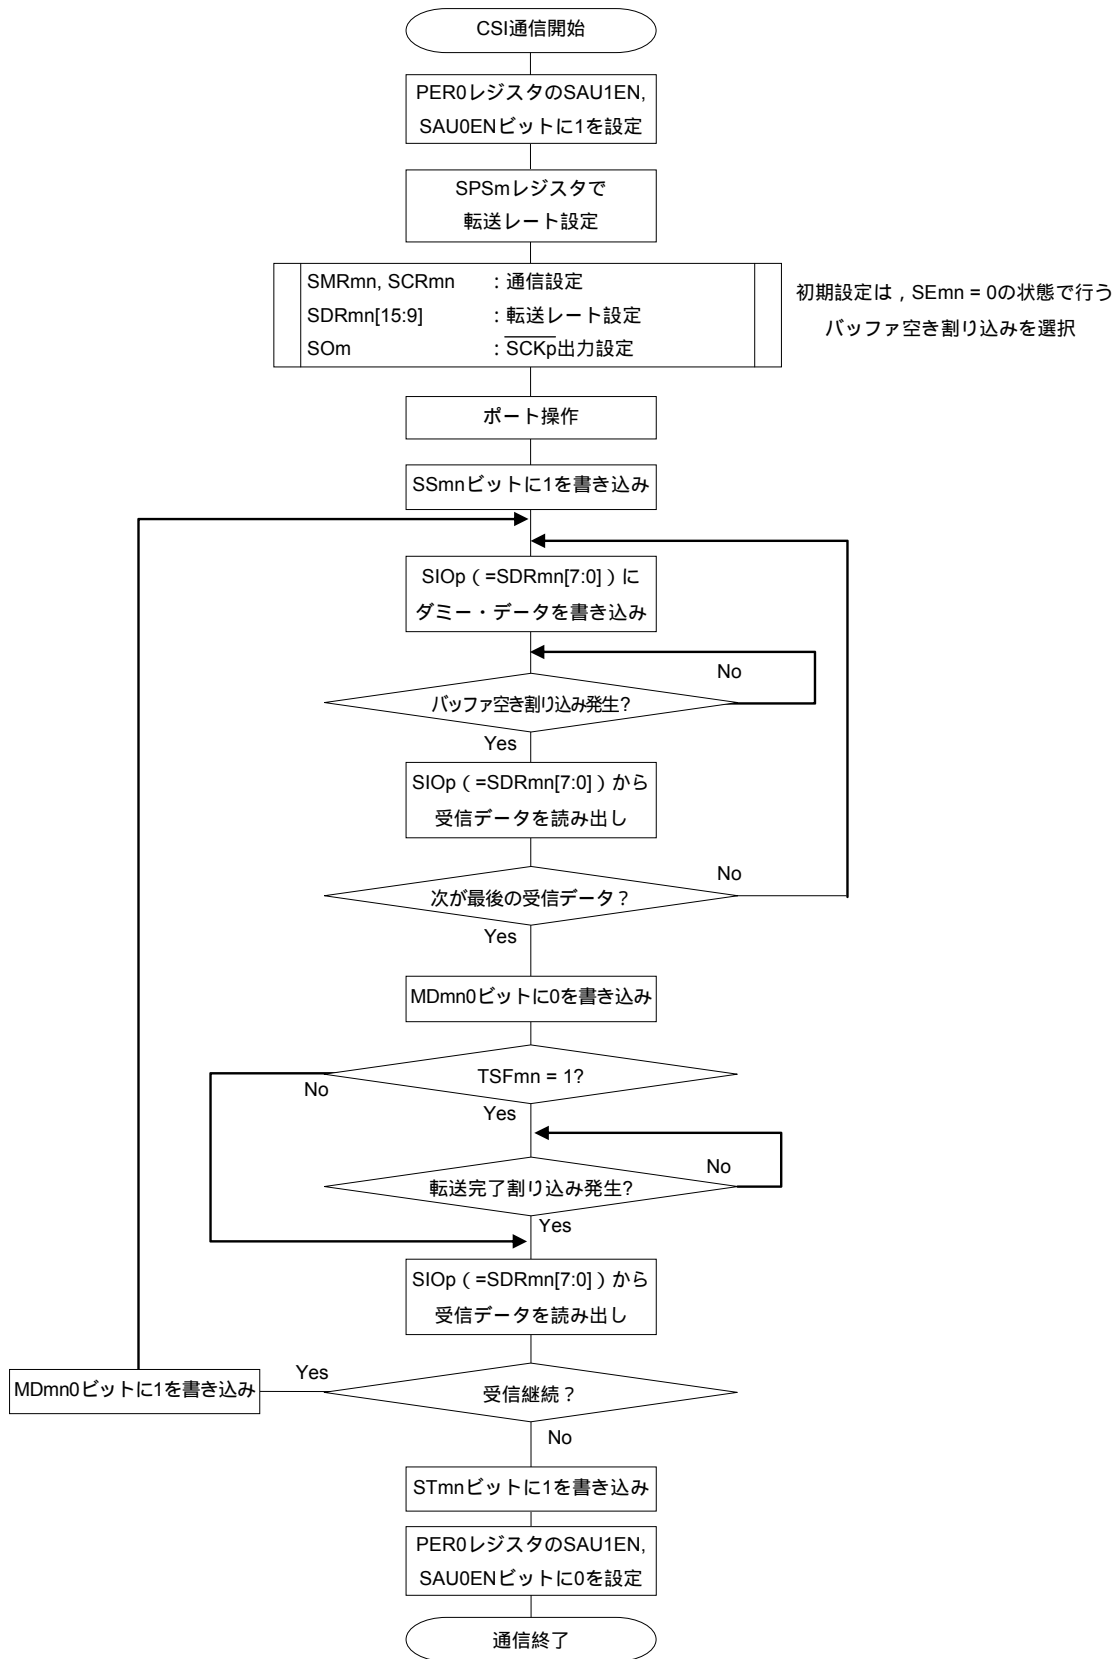 CSI通信開始
PER0レジスタのSAU1EN,
SAU0ENビットに1を設定
SPSmレジスタで
転送レート設定
SMRmn, SCRmn : 通信設定
SDRmn[15:9] : 転送レート設定
SOm : SCKp出力設定
初期設定は，SEmn = 0の状態で行う
バッファ空き割り込みを選択
ポート操作
SSmnビットに1を書き込み
SIOp（=SDRmn[7:0]）に
ダミー・データを書き込み
No
バッファ空き割り込み発生？
Yes
SIOp（=SDRmn[7:0]）から
受信データを読み出し
No
次が最後の受信データ？
Yes
MDmn0ビットに0を書き込み
TSFmn = 1?
No
Yes
No
転送完了割り込み発生?
Yes
SIOp（=SDRmn[7:0]）から
受信データを読み出し
Yes
MDmn0ビットに1を書き込み
受信継続？
No
STmnビットに1を書き込み
PER0レジスタのSAU1EN,
SAU0ENビットに0を設定
通信終了